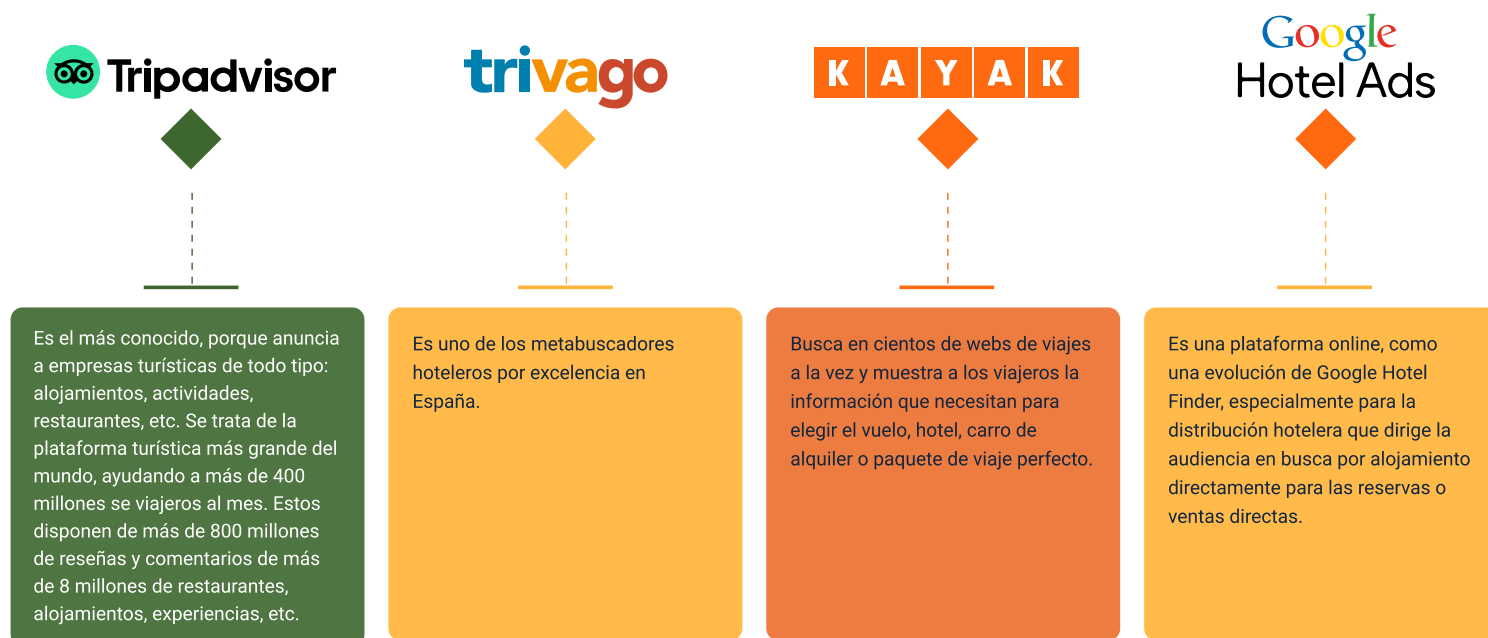 Tripadvisor
Es el más conocido, porque anuncia
a empresas turísticas de todo tipo:
alojamientos, actividades,
restaurantes, etc. Se trata de la
plataforma turística más grande del
mundo, ayudando a más de 400
millones se viajeros al mes. Estos
disponen de más de 800 millones
de reseñas y comentarios de más
de 8 millones de restaurantes,
alojamientos, experiencias, etc.
trivago
Es uno de los metabuscadores
hoteleros por excelencia en
España.
KAYAK
Busca en cientos de webs de viajes
a la vez y muestra a los viajeros la
información que necesitan para
elegir el vuelo, hotel, carro de
alquiler o paquete de viaje perfecto.
Google
Hotel Ads
Es una plataforma online, como
una evolución de Google Hotel
Finder, especialmente para la
distribución hotelera que dirige la
audiencia en busca por alojamiento
directamente para las reservas o
ventas directas.